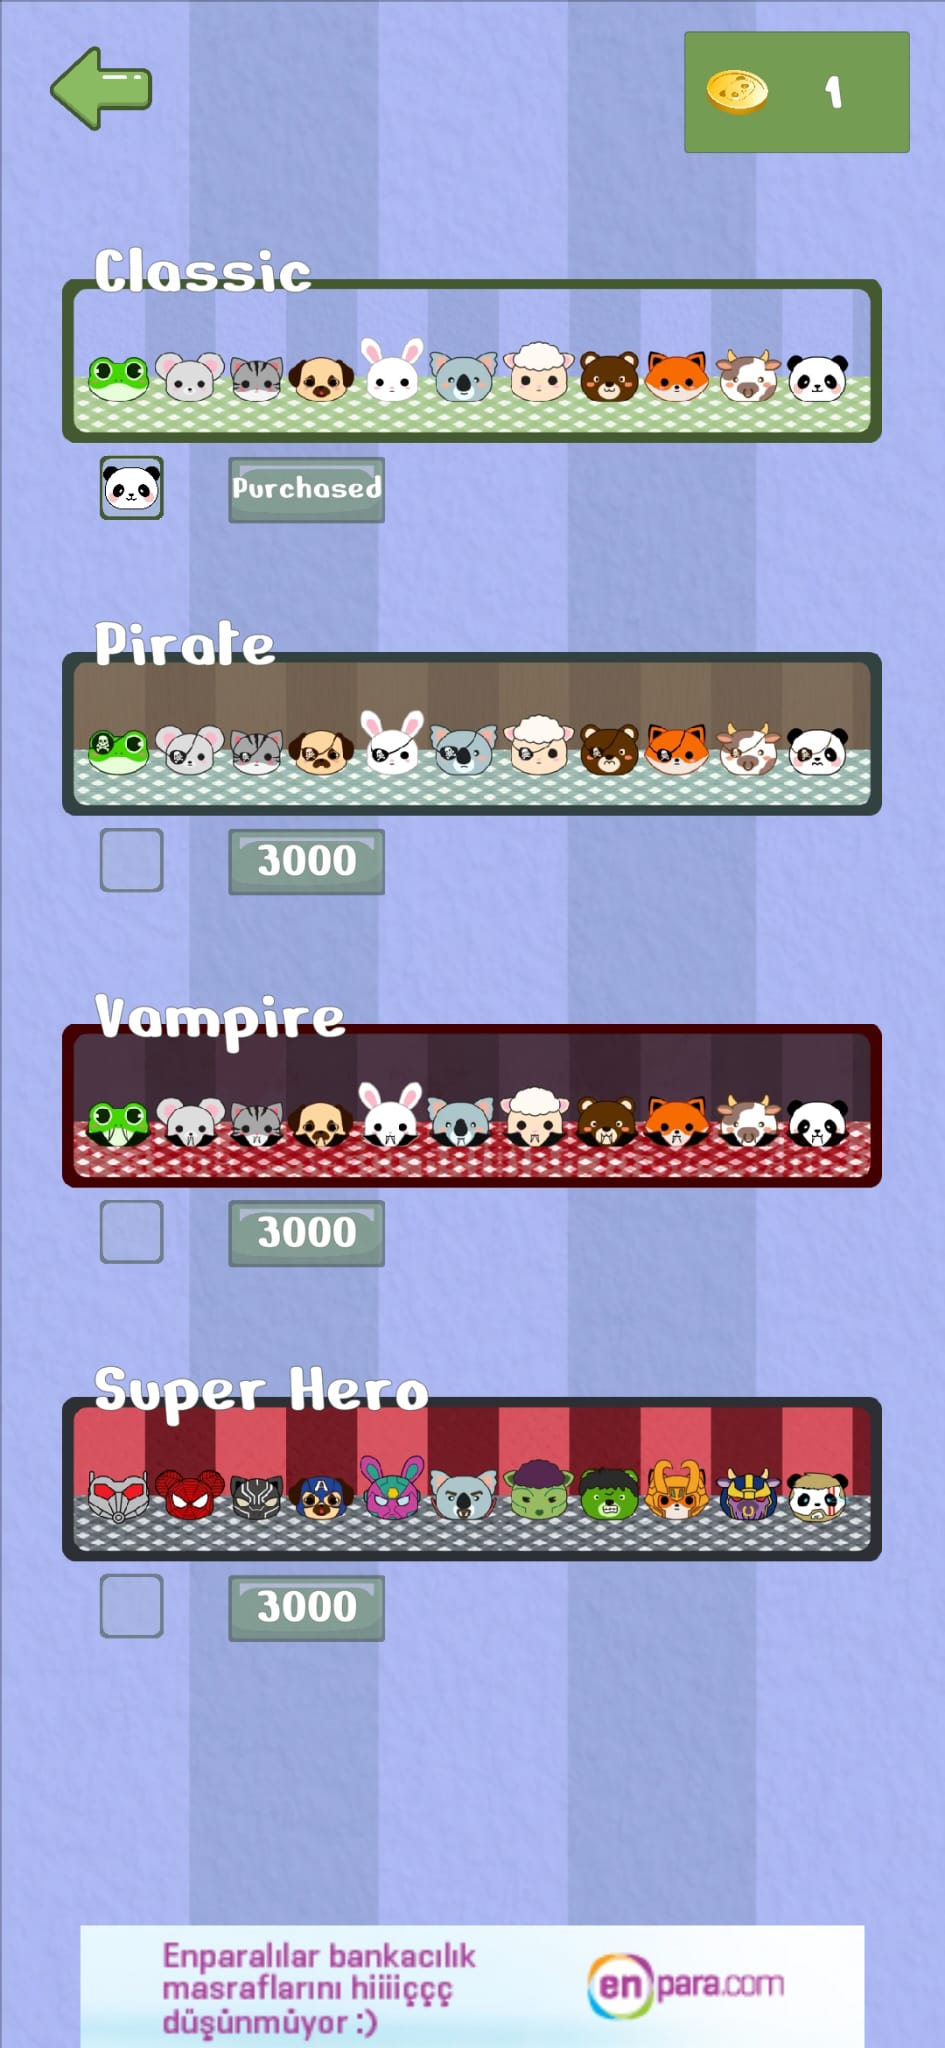 1
Classic
Purchased
Pirate
3000
Vampire
3000
Super Hero
A
3000
Enparalılar bankacılık
masraflarını hiiiiççç
düşünmüyor :)
enpara.com